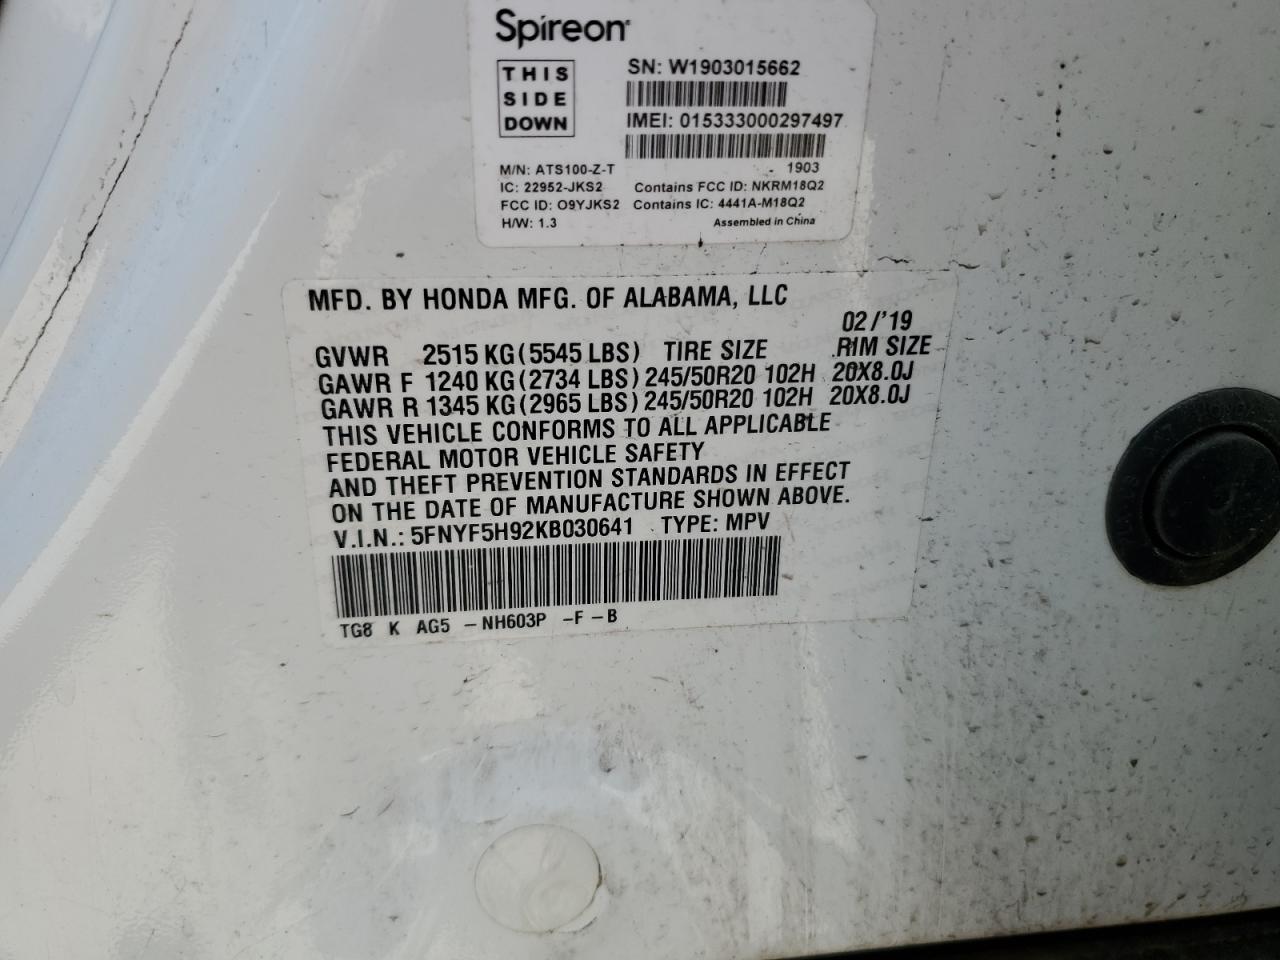 Spireon
THIS
SIDE
DOWN
SN: W1903015662
IMEI: 015333000297497
M/N: ATS100-Z-T 1903
IC: 22952-JKS2 Contains FCC ID: NKRM18Q2
FCC ID: O9YJKS2 Contains IC: 4441A-M18Q2
H/W: 1.3 Assembled in China
MFD. BY HONDA MFG. OF ALABAMA, LLC
02/'19
GVWR 2515 KG(5545 LBS) TIRE SIZE RIM SIZE
GAWR F 1240 KG(2734 LBS) 245/50R20 102H 20X8.0J
GAWR R 1345 KG(2965 LBS) 245/50R20 102H 20X8.0J
THIS VEHICLE CONFORMS TO ALL APPLICABLE
FEDERAL MOTOR VEHICLE SAFETY
AND THEFT PREVENTION STANDARDS IN EFFECT
ON THE DATE OF MANUFACTURE SHOWN ABOVE.
V.I.N.: 5FNYF5H92KB030641 TYPE: MPV
TG8 K AG5 -NH603P -F-B
HONDA